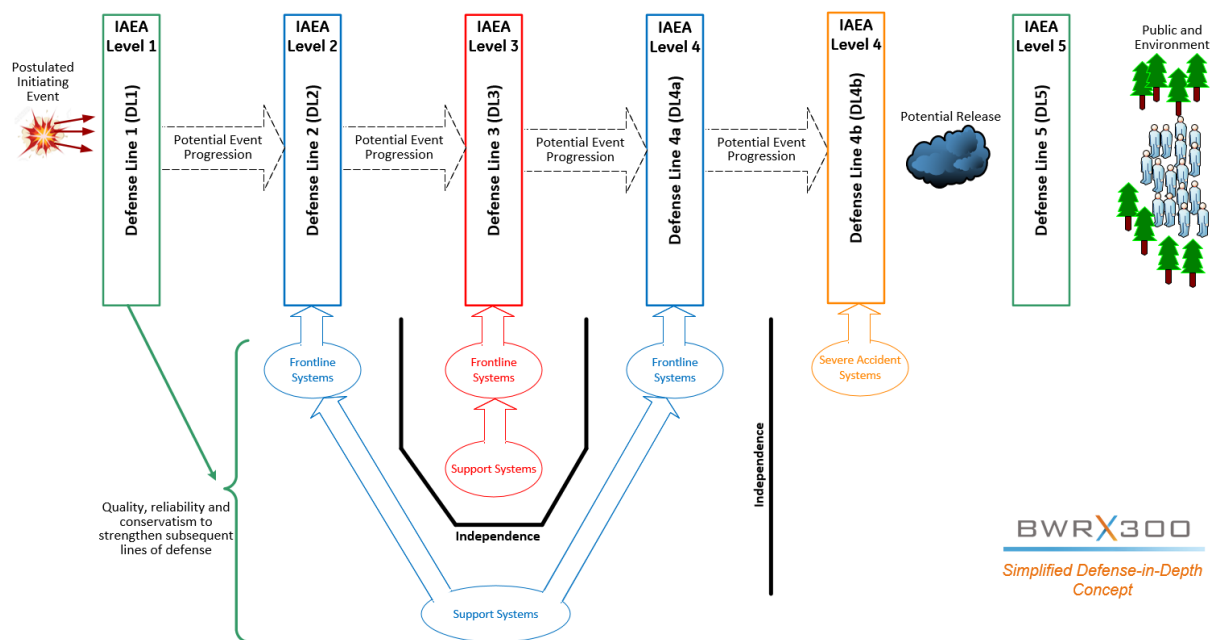 IAEA
Level 1
IAEA
Level 2
IAEA
Level 3
IAEA
Level 4
IAEA
Level 4
IAEA
Level 5
Public and
Environment
Postulated
Initiating
Event
Defense Line 1 (DL1)
Potential Event
Progression
Defense Line 2 (DL2)
Potential Event
Progression
Defense Line 3 (DL3)
Potential Event
Progression
Defense Line 4a (DL4a)
Potential Event
Progression
Defense Line 4b (DL4b)
Potential Release
Defense Line 5 (DL5)
Frontline
Systems
Frontline
Systems
Frontline
Systems
Severe Accident
Systems
Support Systems
Independence
Independence
Quality, reliability and
conservatism to
strengthen subsequent
lines of defense
Support Systems
BWRX300
Simplified Defense-in-Depth
Concept